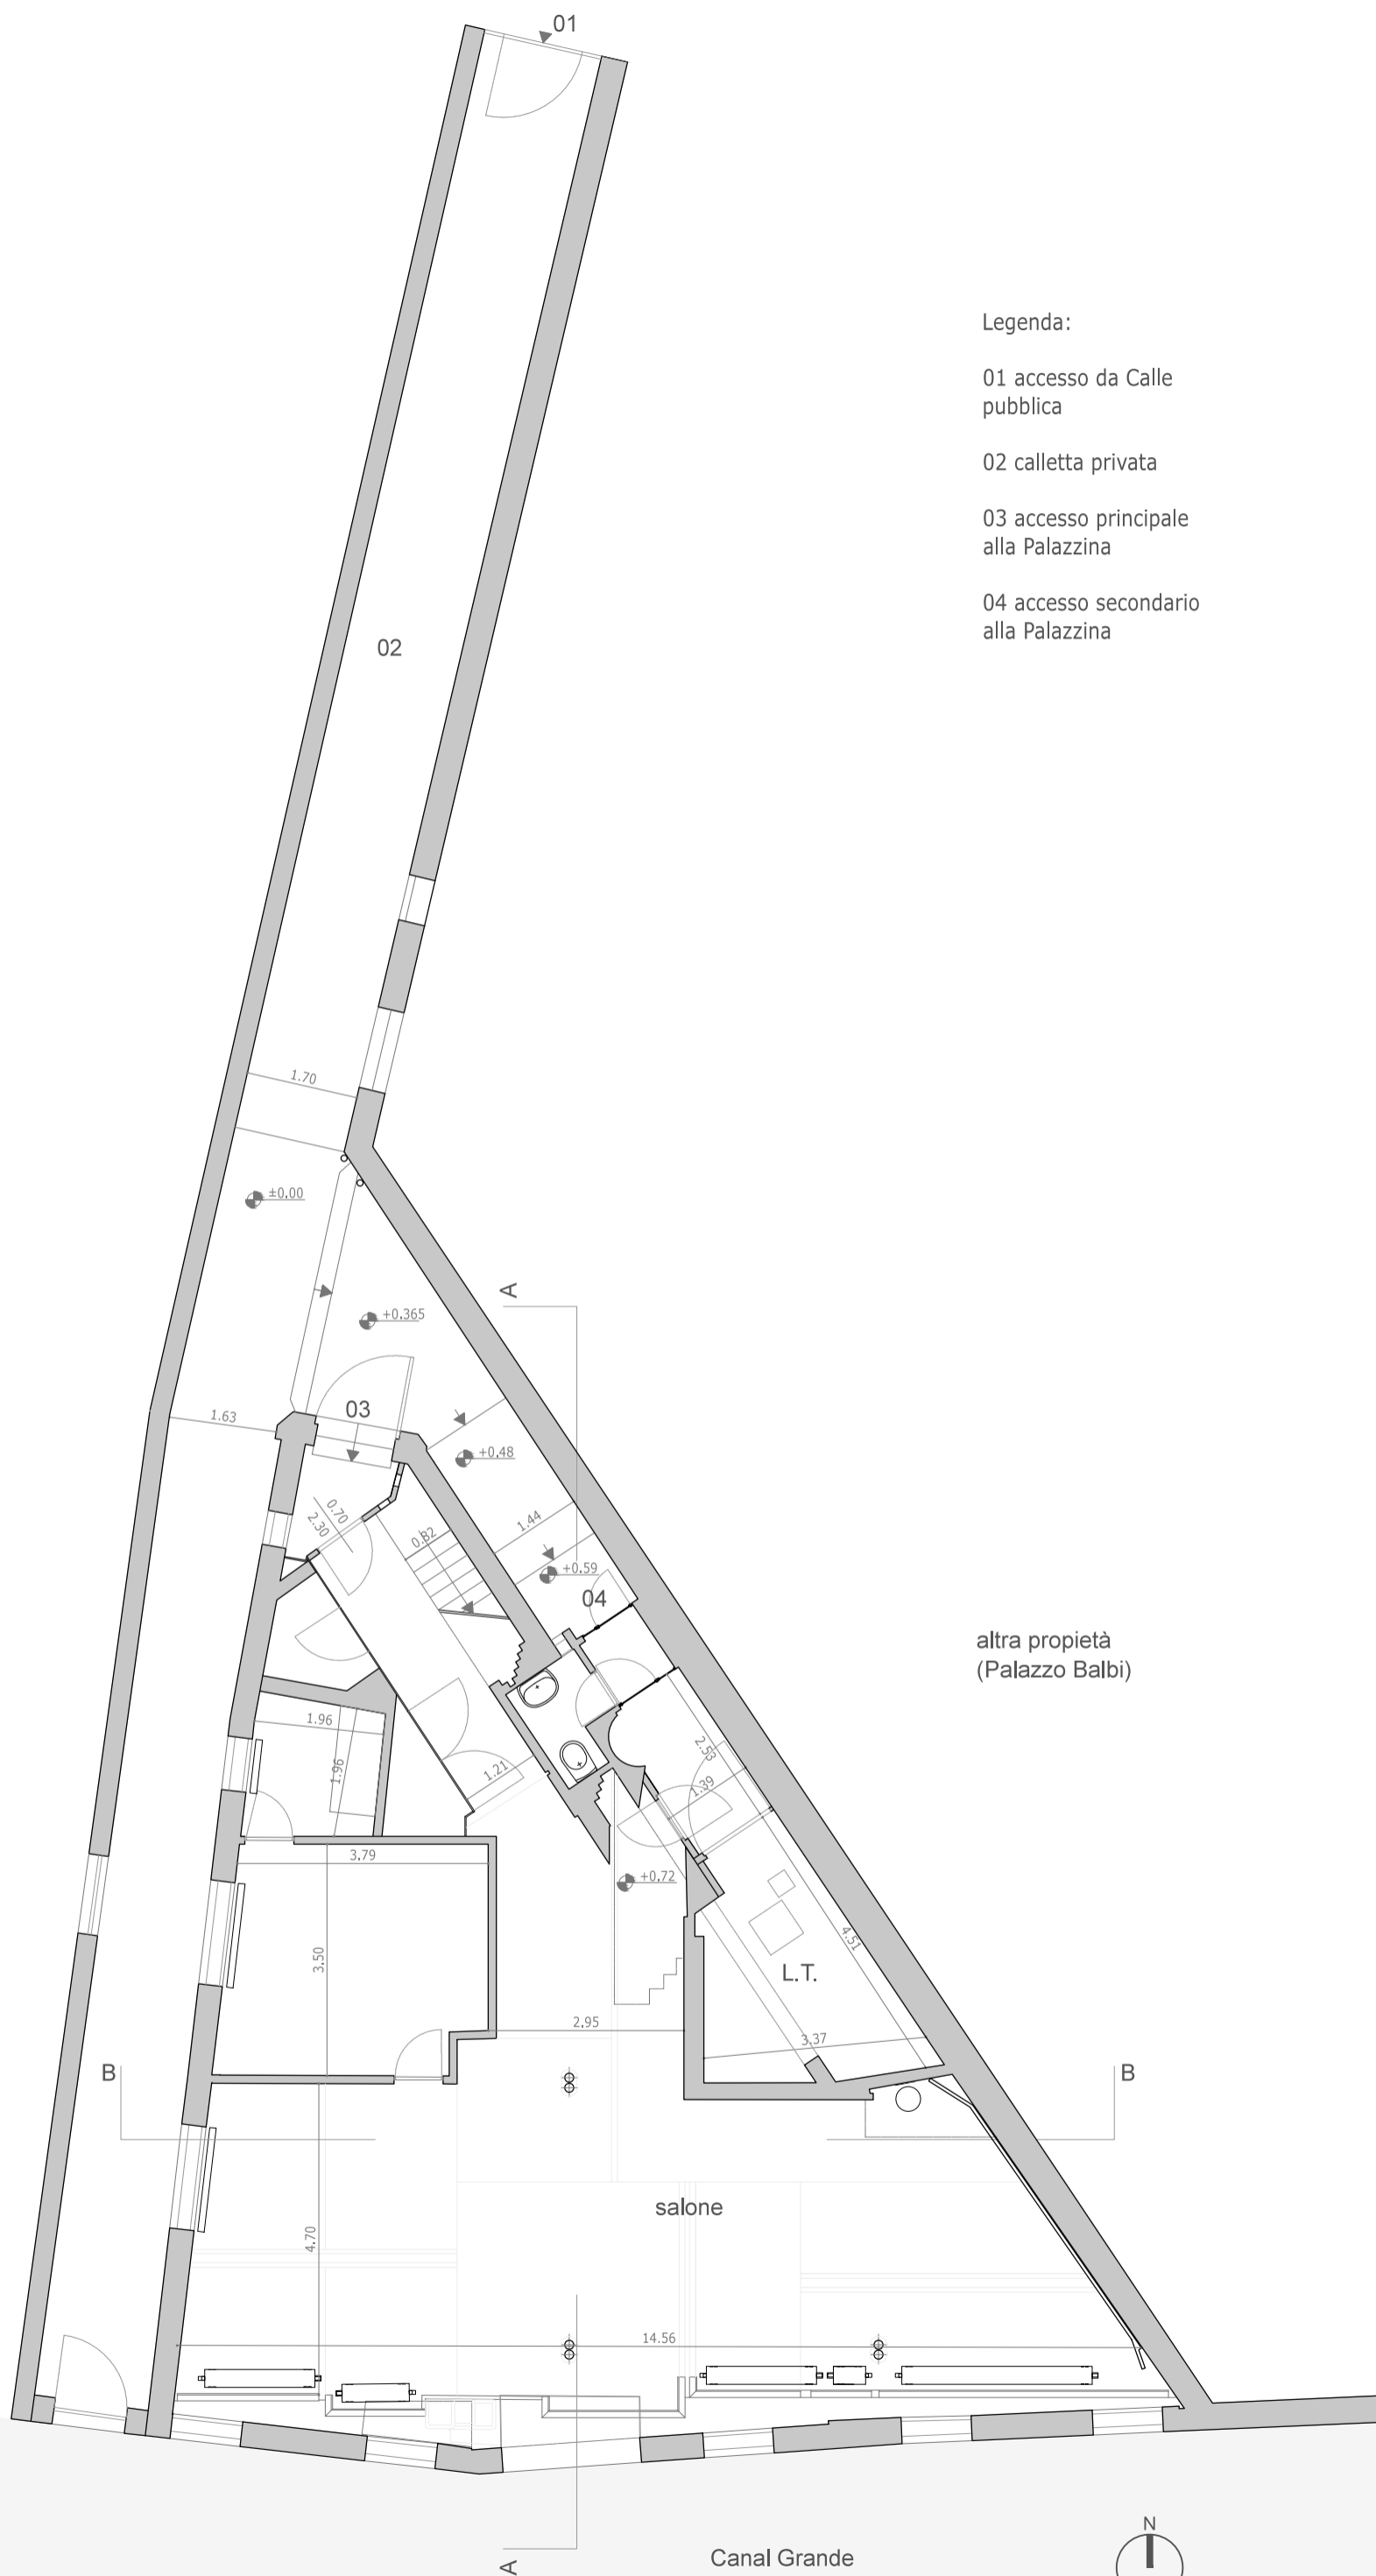 01
Legenda:
01 accesso da Calle
pubblica
02 calletta privata
03 accesso principale
alla Palazzina
04 accesso secondario
alla Palazzina
02
1.70
±0.00
A
+0.365
03
1.63
+0.48
0.70
2.30
0.82
1.44
+0.59
04
altra propietà
(Palazzo Balbi)
1.96
1.96
2.53
1.21
1.39
3.79
+0.72
3.50
4.51
L.T.
2.95
3.37
B
B
salone
4.70
14.56
N
Canal Grande
A